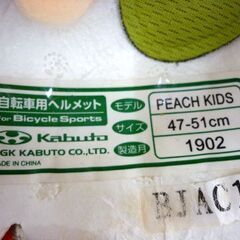 自転車用ヘルメット
for Bicycle Sports
Kabuto
OGK KABUTO CO.,LTD.
MADE IN CHINA
モデル PEACH KIDS
サイズ 47-51cm
製造月 1902
BJAC1